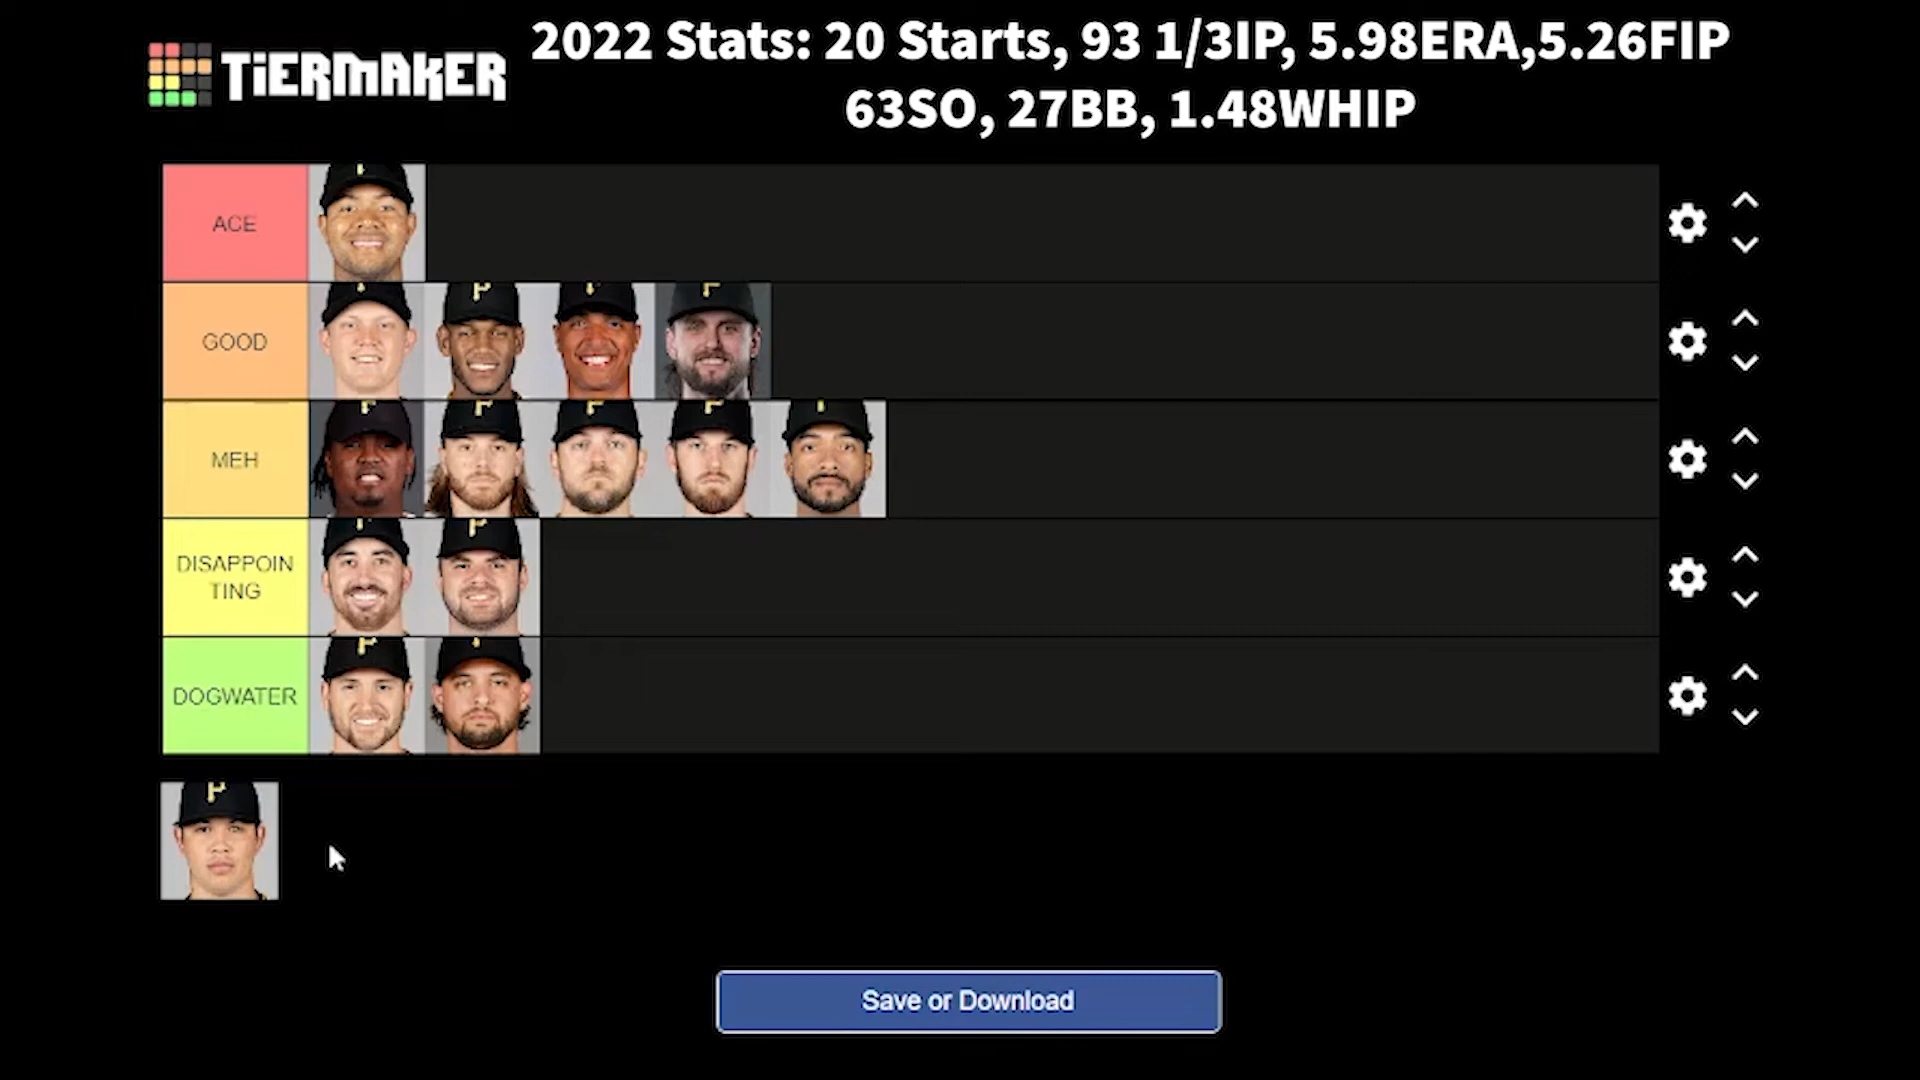 TiERMAKER
2022 Stats: 20 Starts, 93 1/3IP, 5.98ERA,5.26FIP
63SO, 27BB, 1.48WHIP
ACE
GOOD
MEH
DISAPPOIN
TING
DOGWATER
Save or Download